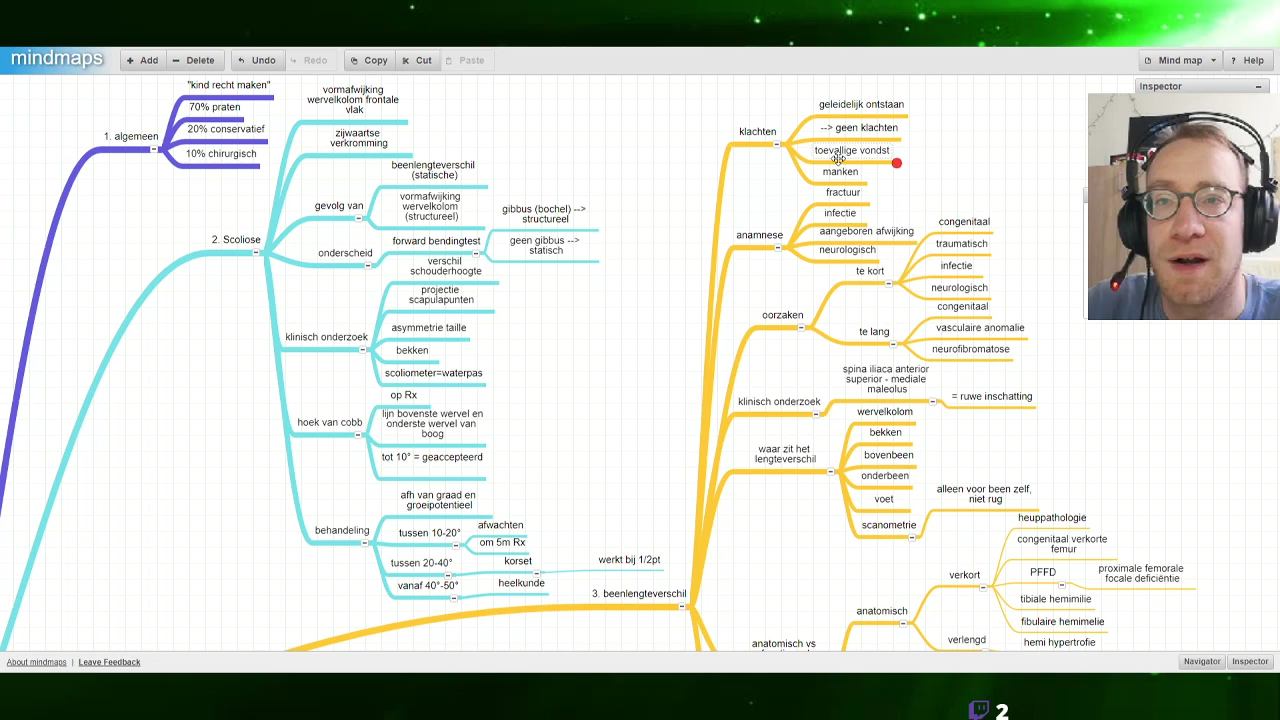 mindmaps
Add
Delete
Undo
Redo
Copy
Cut
Paste
Mind map
Help
Inspector
1. algemeen
"kind recht maken"
70% praten
20% conservatief
10% chirurgisch
2. Scoliose
vormafwijking
wervelkolom frontale
vlak
zijwaartse
verkromming
gevolg van
beenlengteverschil
(statische)
vormafwijking
wervelkolom
(structureel)
onderscheid
forward bendingtest
gibbus (bochel) -->
structureel
geen gibbus -->
statisch
klinisch onderzoek
verschil
schouderhoogte
projectie
scapulapunten
asymmetrie taille
bekken
scoliometer=waterpas
hoek van cobb
op Rx
lijn bovenste wervel en
onderste wervel van
boog
tot 10° = geaccepteerd
behandeling
afh van graad en
groeipotentieel
tussen 10-20°
afwachten
om 5m Rx
tussen 20-40°
korset
werkt bij 1/2pt
vanaf 40°-50°
heelkunde
3. beenlengteverschil
klachten
geleidelijk ontstaan
--> geen klachten
toevallige vondst
manken
anamnese
fractuur
infectie
aangeboren afwijking
neurologisch
oorzaken
te kort
congenitaal
traumatisch
infectie
neurologisch
te lang
congenitaal
vasculaire anomalie
neurofibromatose
klinisch onderzoek
spina iliaca anterior
superior - mediale
maleolus
= ruwe inschatting
waar zit het
lengteverschil
wervelkolom
bekken
bovenbeen
onderbeen
voet
scanometrie
alleen voor been zelf,
niet rug
anatomisch vs
anatomisch
verkort
heuppathologie
congenitaal verkorte
femur
PFFD
proximale femorale
focale deficiëntie
tibiale hemimilie
fibulaire hemimelie
verlengd
hemi hypertrofie
About mindmaps | Leave Feedback
Navigator
Inspector
2